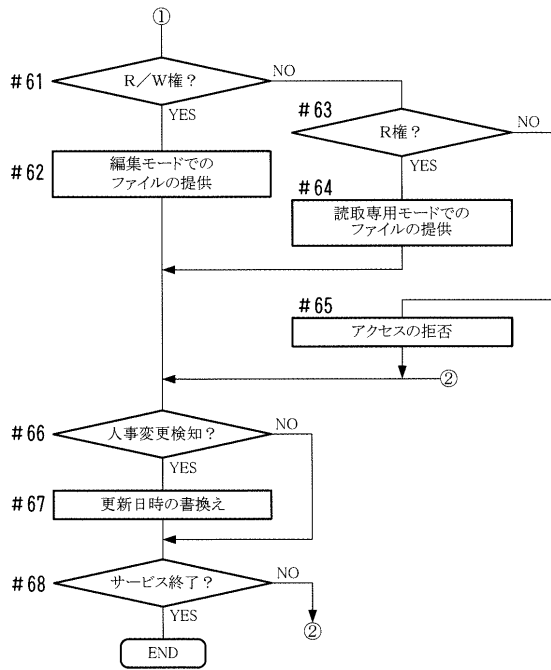 ①
#61
R/W権?
NO
YES
#63
R権?
NO
YES
#62
編集モードでの
ファイルの提供
#64
読取専用モードでの
ファイルの提供
#65
アクセスの拒否
②
#66
人事変更検知?
NO
YES
#67
更新日時の書換え
#68
サービス終了?
NO
YES
②
END